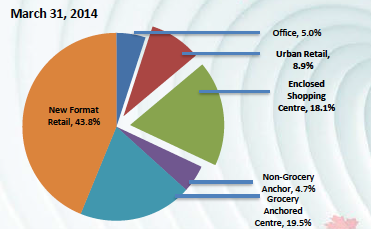 March 31, 2014
Office, 5.0%
Urban Retail,
8.9%
Enclosed
Shopping
Centre, 18.1%
New Format
Retail, 43.8%
Non-Grocery
Anchor, 4.7%
Grocery
Anchored
Centre, 19.5%